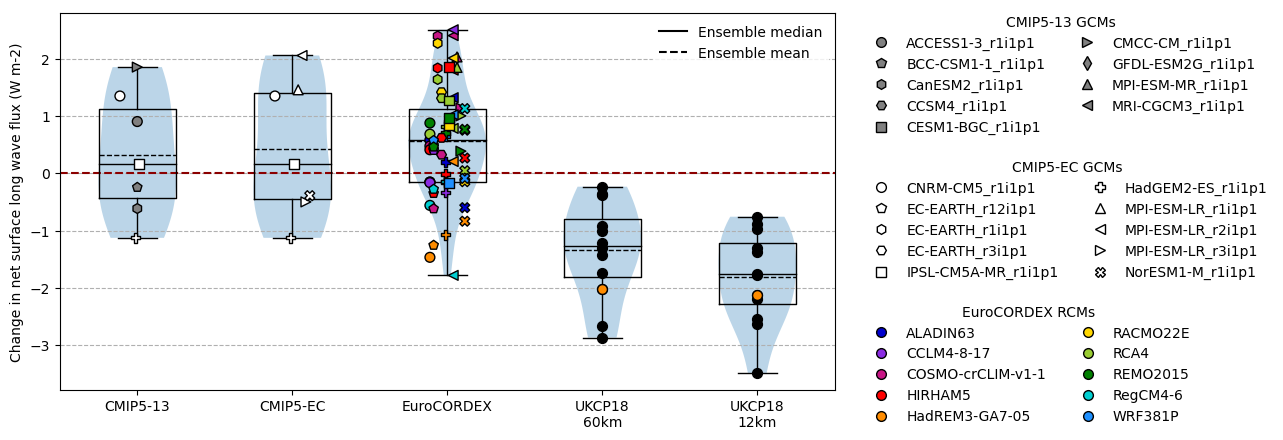 Change in net surface long wave flux (W m-2)
2
1
0
−1
−2
−3
CMIP5-13
CMIP5-EC
EuroCORDEX
UKCP18
60km
UKCP18
12km
Ensemble median
Ensemble mean
CMIP5-13 GCMs
ACCESS1-3_r1i1p1
BCC-CSM1-1_r1i1p1
CanESM2_r1i1p1
CCSM4_r1i1p1
CESM1-BGC_r1i1p1
CMCC-CM_r1i1p1
GFDL-ESM2G_r1i1p1
MPI-ESM-MR_r1i1p1
MRI-CGCM3_r1i1p1
CMIP5-EC GCMs
CNRM-CM5_r1i1p1
EC-EARTH_r12i1p1
EC-EARTH_r1i1p1
EC-EARTH_r3i1p1
IPSL-CM5A-MR_r1i1p1
HadGEM2-ES_r1i1p1
MPI-ESM-LR_r1i1p1
MPI-ESM-LR_r2i1p1
MPI-ESM-LR_r3i1p1
NorESM1-M_r1i1p1
EuroCORDEX RCMs
ALADIN63
CCLM4-8-17
COSMO-crCLIM-v1-1
HIRHAM5
HadREM3-GA7-05
RACMO22E
RCA4
REMO2015
RegCM4-6
WRF381P